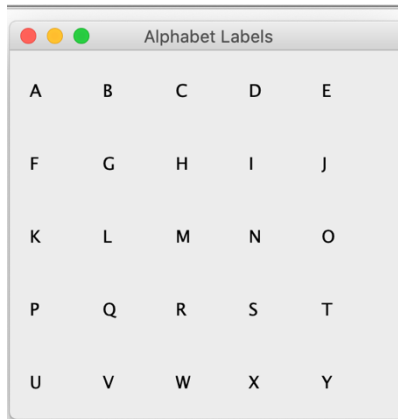 Alphabet Labels
A B C D E
F G H I J
K L M N O
P Q R S T
U V W X Y